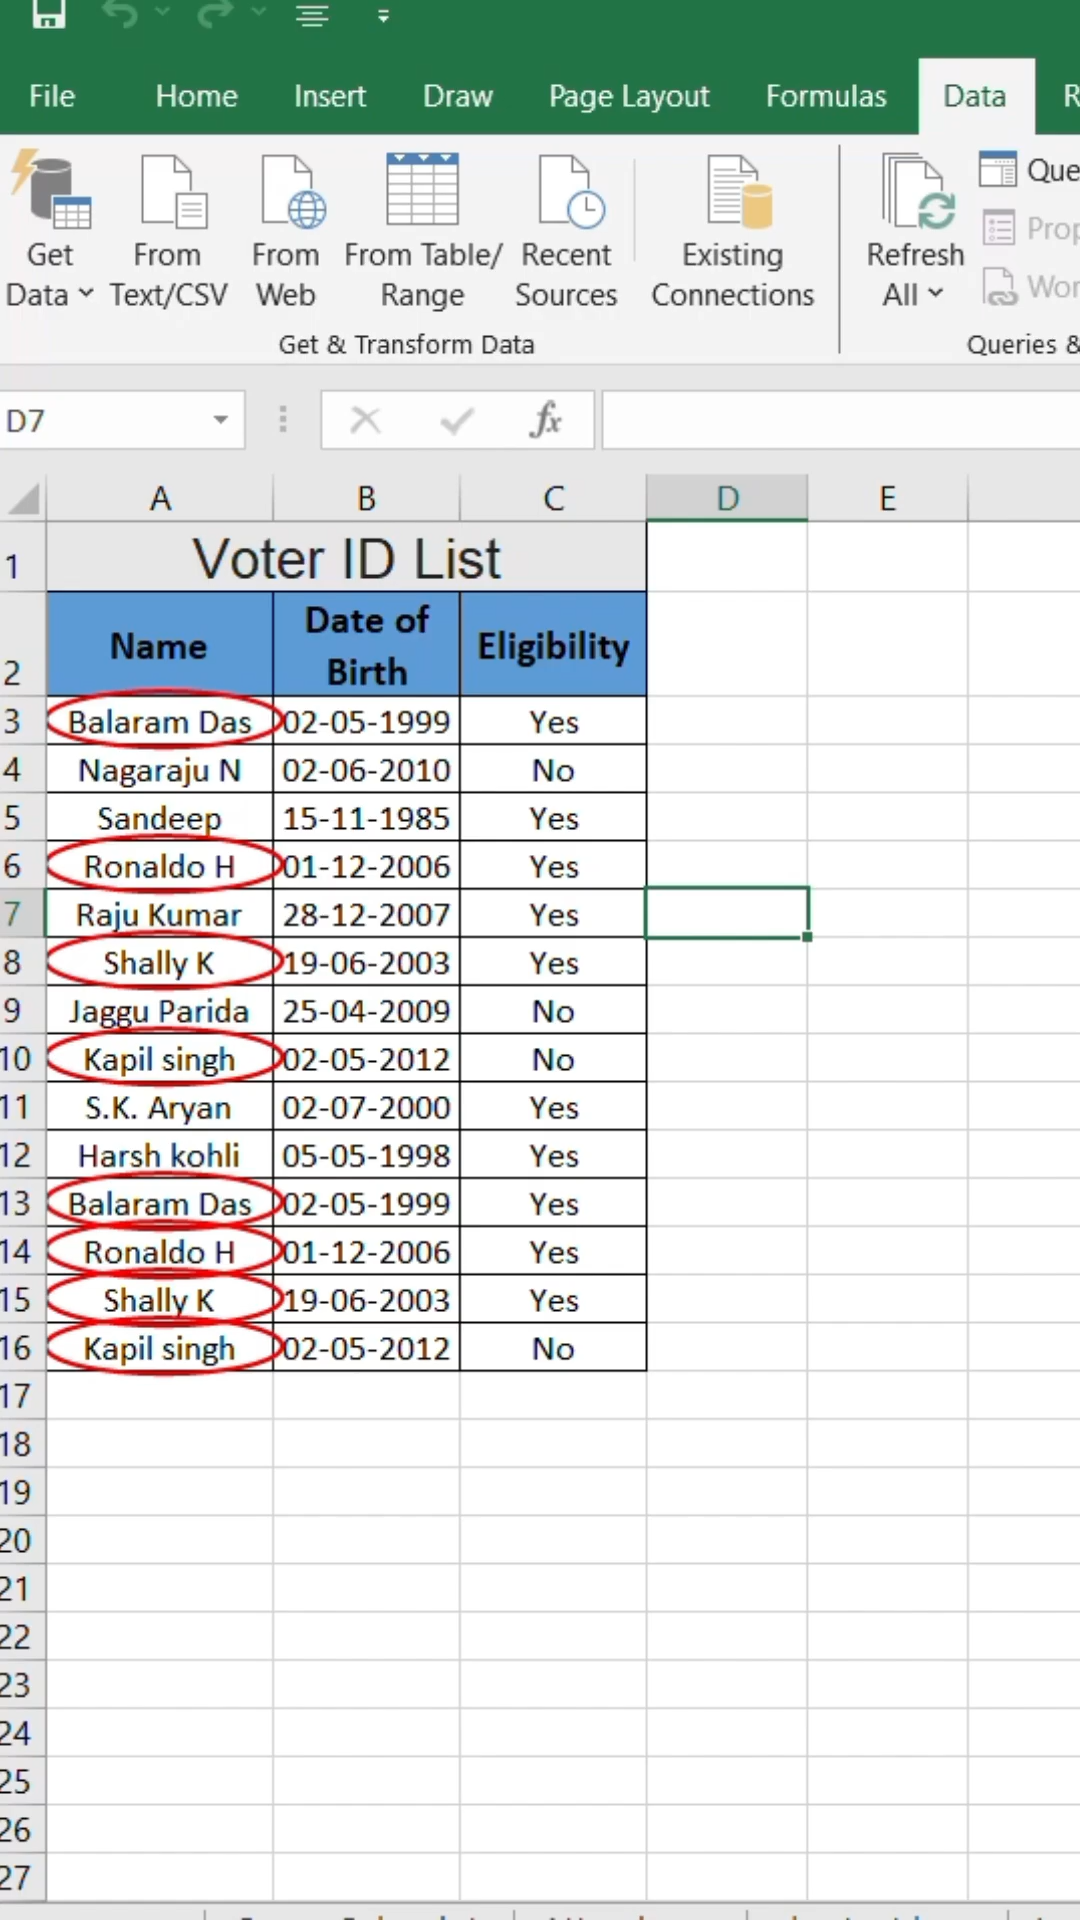 File Home Insert Draw Page Layout Formulas Data
Get Data From Text/CSV From Web From Table/ Range Recent Sources Existing Connections Refresh All
Get & Transform Data Queries &
D7 fx
A B C D E
1 Voter ID List
2 Name Date of Birth Eligibility
3 Balaram Das 02-05-1999 Yes
4 Nagaraju N 02-06-2010 No
5 Sandeep 15-11-1985 Yes
6 Ronaldo H 01-12-2006 Yes
7 Raju Kumar 28-12-2007 Yes
8 Shally K 19-06-2003 Yes
9 Jaggu Parida 25-04-2009 No
10 Kapil singh 02-05-2012 No
11 S.K. Aryan 02-07-2000 Yes
12 Harsh kohli 05-05-1998 Yes
13 Balaram Das 02-05-1999 Yes
14 Ronaldo H 01-12-2006 Yes
15 Shally K 19-06-2003 Yes
16 Kapil singh 02-05-2012 No
17
18
19
20
21
22
23
24
25
26
27